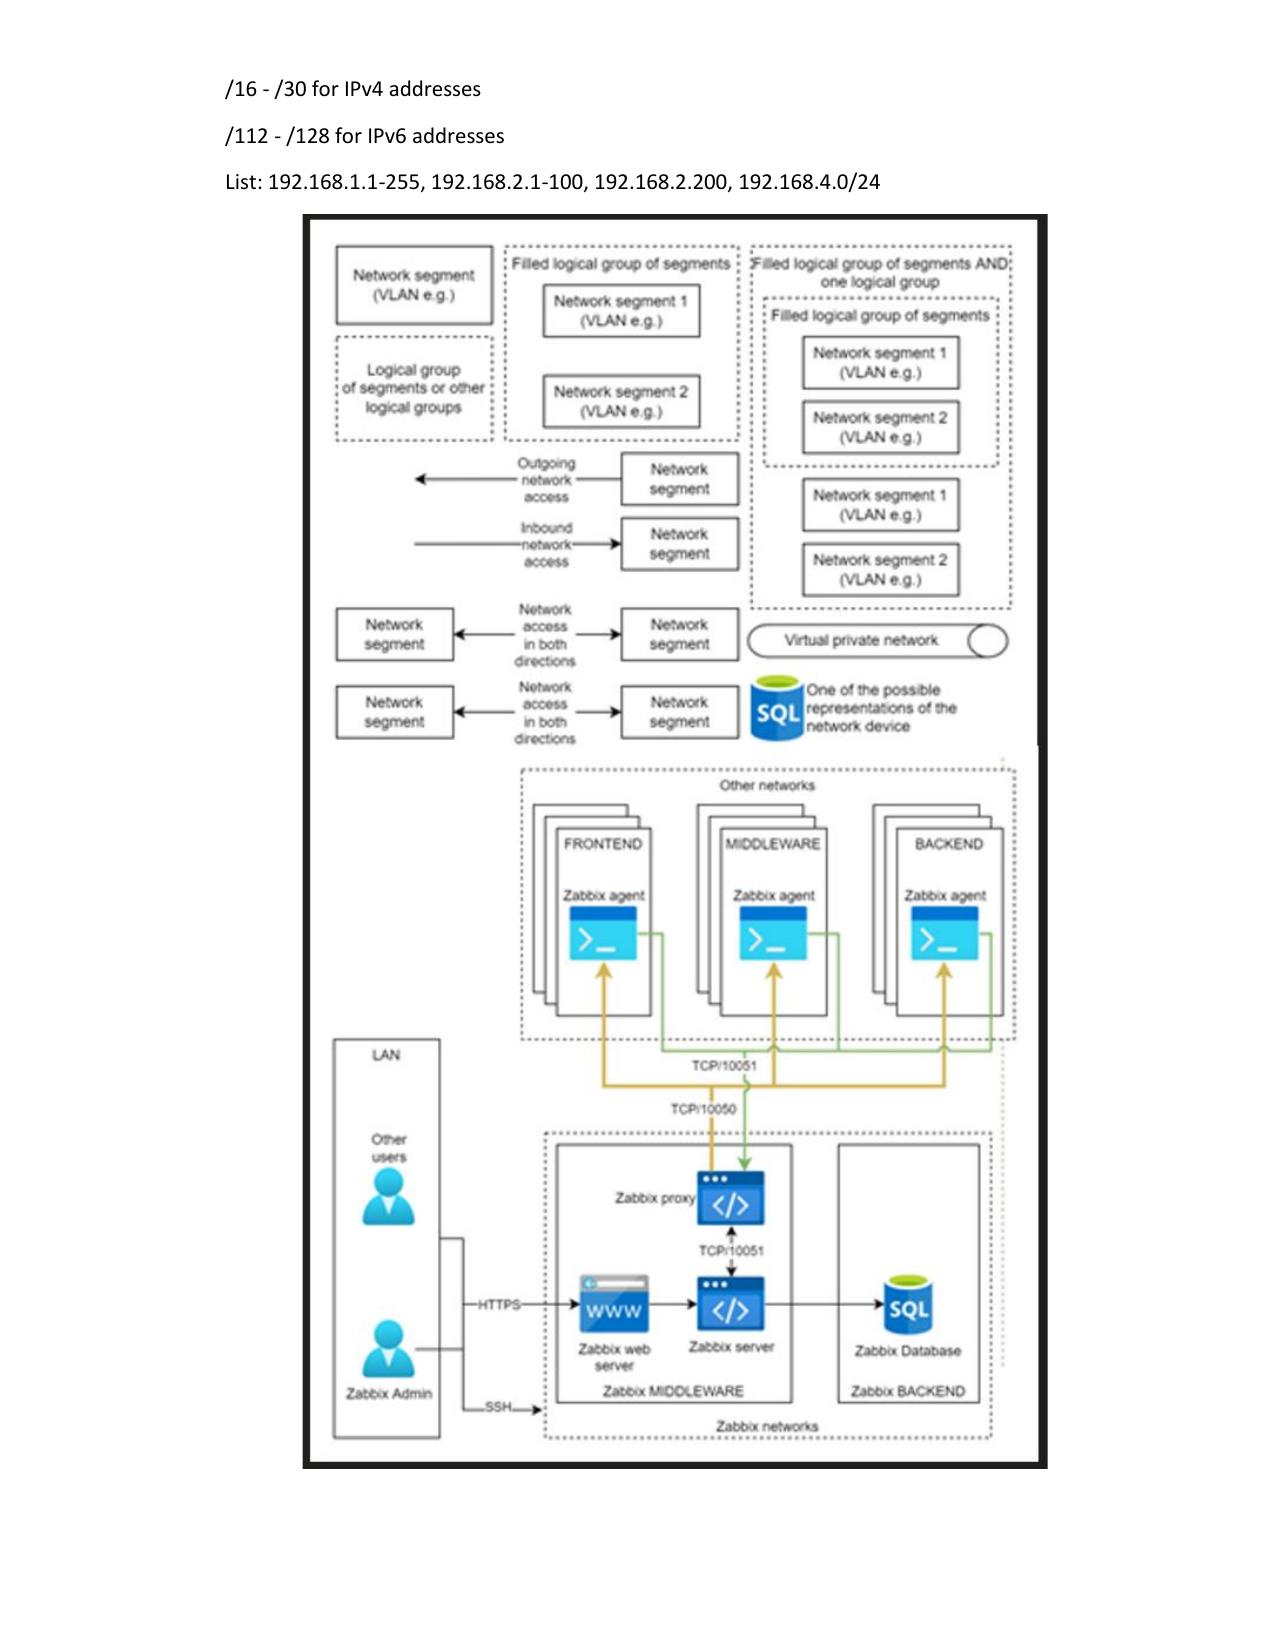 /16 - /30 for IPv4 addresses
/112 - /128 for IPv6 addresses
List: 192.168.1.1-255, 192.168.2.1-100, 192.168.2.200, 192.168.4.0/24
Network segment
(VLAN e.g.)
Logical group
of segments or other
logical groups
Filled logical group of segments
Network segment 1
(VLAN e.g.)
Network segment 2
(VLAN e.g.)
Filled logical group of segments AND
one logical group
Filled logical group of segments
Network segment 1
(VLAN e.g.)
Network segment 2
(VLAN e.g.)
Network segment 1
(VLAN e.g.)
Network segment 2
(VLAN e.g.)
Outgoing
network
access
Network
segment
Inbound
network
access
Network
segment
Network
segment
Network
access
in both
directions
Network
segment
Virtual private network
Network
segment
Network
access
in both
directions
Network
segment
SQL
One of the possible
representations of the
network device
Other networks
FRONTEND
Zabbix agent
MIDDLEWARE
Zabbix agent
BACKEND
Zabbix agent
TCP/10051
TCP/10050
LAN
Other
users
Zabbix Admin
HTTPS
SSH
Zabbix proxy
TCP/10051
WWW
Zabbix web
server
Zabbix server
Zabbix MIDDLEWARE
SQL
Zabbix Database
Zabbix BACKEND
Zabbix networks